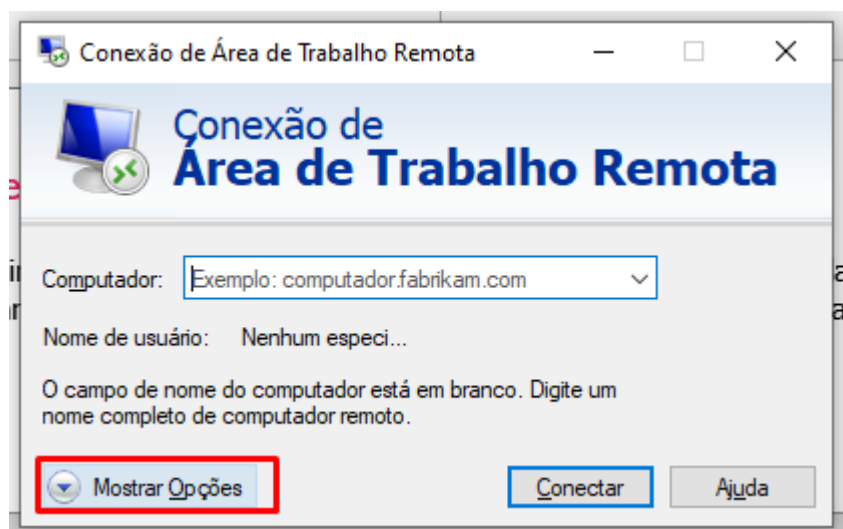 Conexão de Área de Trabalho Remota
Conexão de
Área de Trabalho Remota
Computador: Exemplo: computador.fabrikam.com
Nome de usuário: Nenhum especi...
O campo de nome do computador está em branco. Digite um
nome completo de computador remoto.
Mostrar Opções Conectar Ajuda